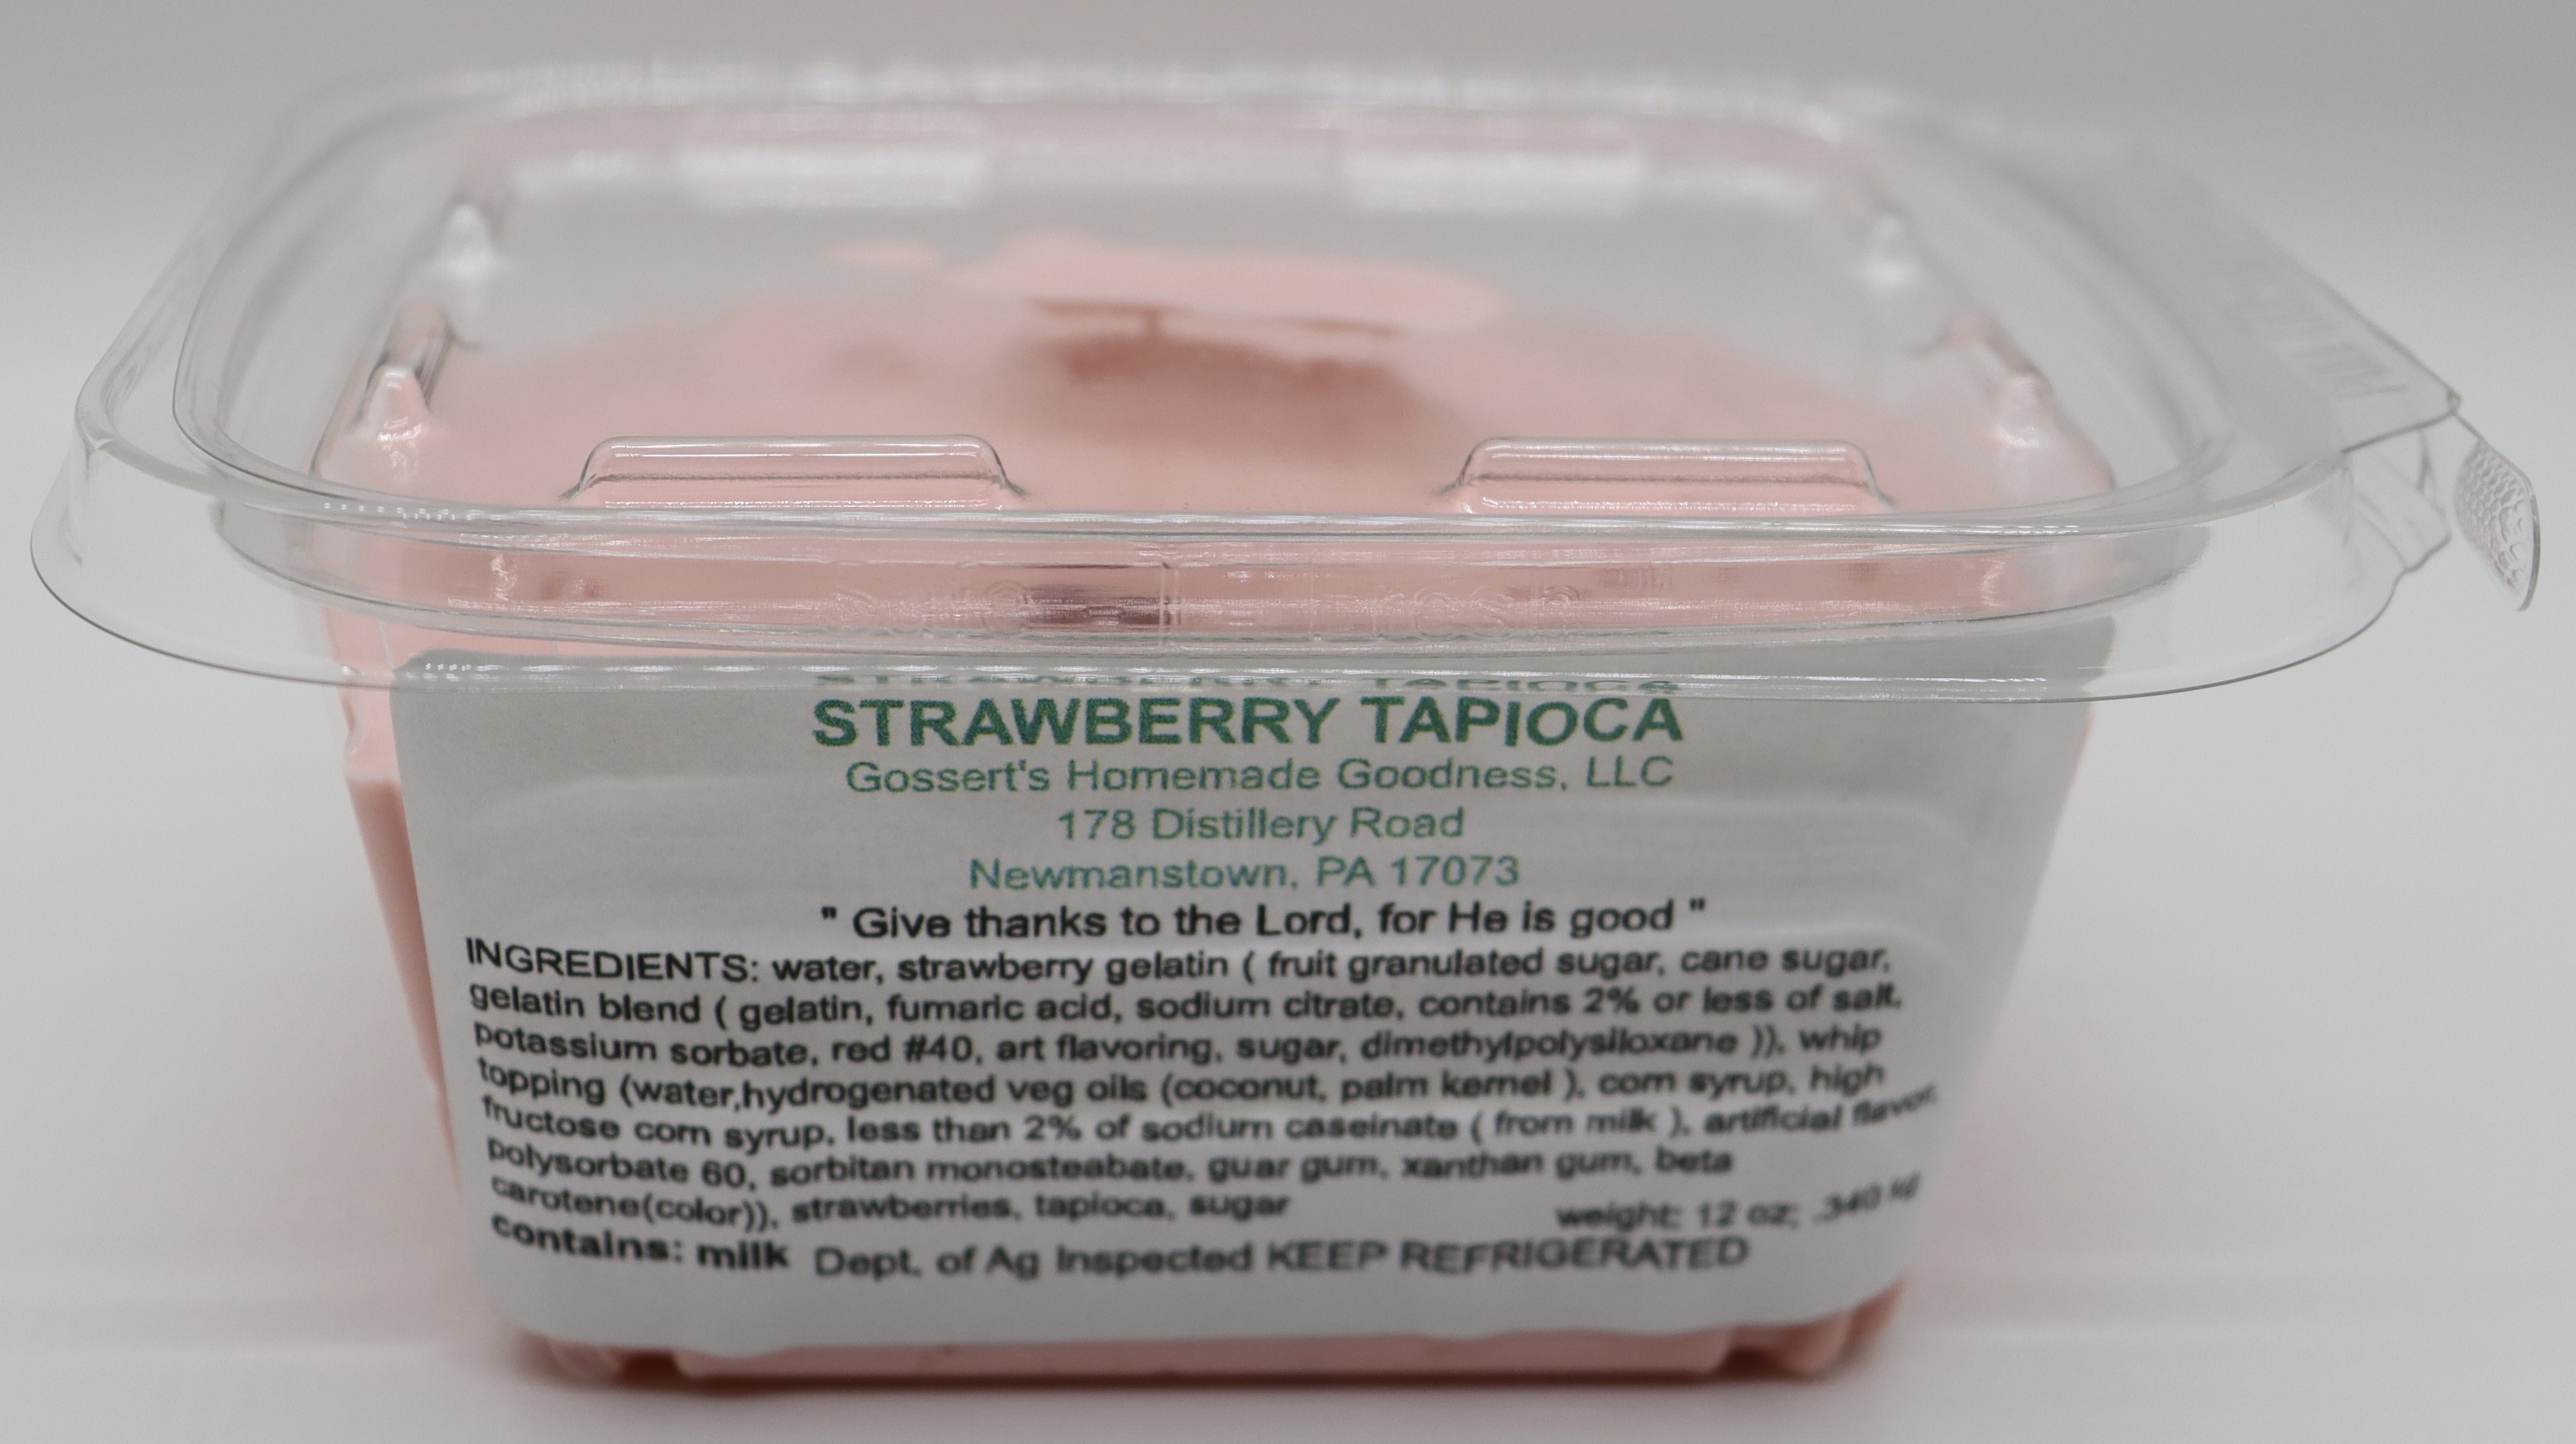 STRAWBERRY TAPIOCA
Gossert's Homemade Goodness, LLC
178 Distillery Road
Newmanstown, PA 17073
" Give thanks to the Lord, for He is good "
INGREDIENTS: water, strawberry gelatin ( fruit granulated sugar, cane sugar,
gelatin blend ( gelatin, fumaric acid, sodium citrate, contains 2% or less of salt,
potassium sorbate, red #40, art flavoring, sugar, dimethylpolysiloxane )), whip
topping (water,hydrogenated veg oils (coconut, palm kernel ), corn syrup, high
fructose corn syrup, less than 2% of sodium caseinate ( from milk ), artificial flavor,
polysorbate 60, sorbitan monosteabate, guar gum, xanthan gum, beta
carotene(color)), strawberries, tapioca, sugar
weight: 12 oz; .340 
contains: milk Dept. of Ag Inspected KEEP REFRIGERATED